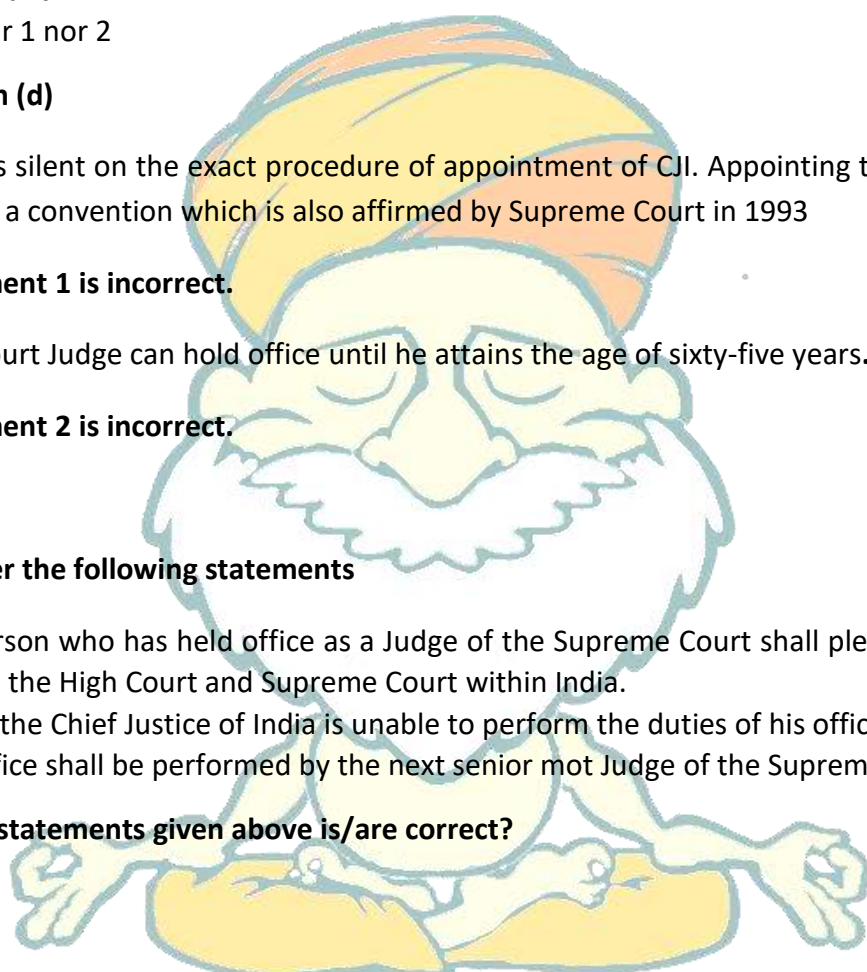 r 1 nor 2
n (d)
s silent on the exact procedure of appointment of CJI. Appointing t
a convention which is also affirmed by Supreme Court in 1993
ent 1 is incorrect.
urt Judge can hold office until he attains the age of sixty-five years.
ent 2 is incorrect.
er the following statements
rson who has held office as a Judge of the Supreme Court shall ple
the High Court and Supreme Court within India.
the Chief Justice of India is unable to perform the duties of his offic
fice shall be performed by the next senior mot Judge of the Suprem
statements given above is/are correct?